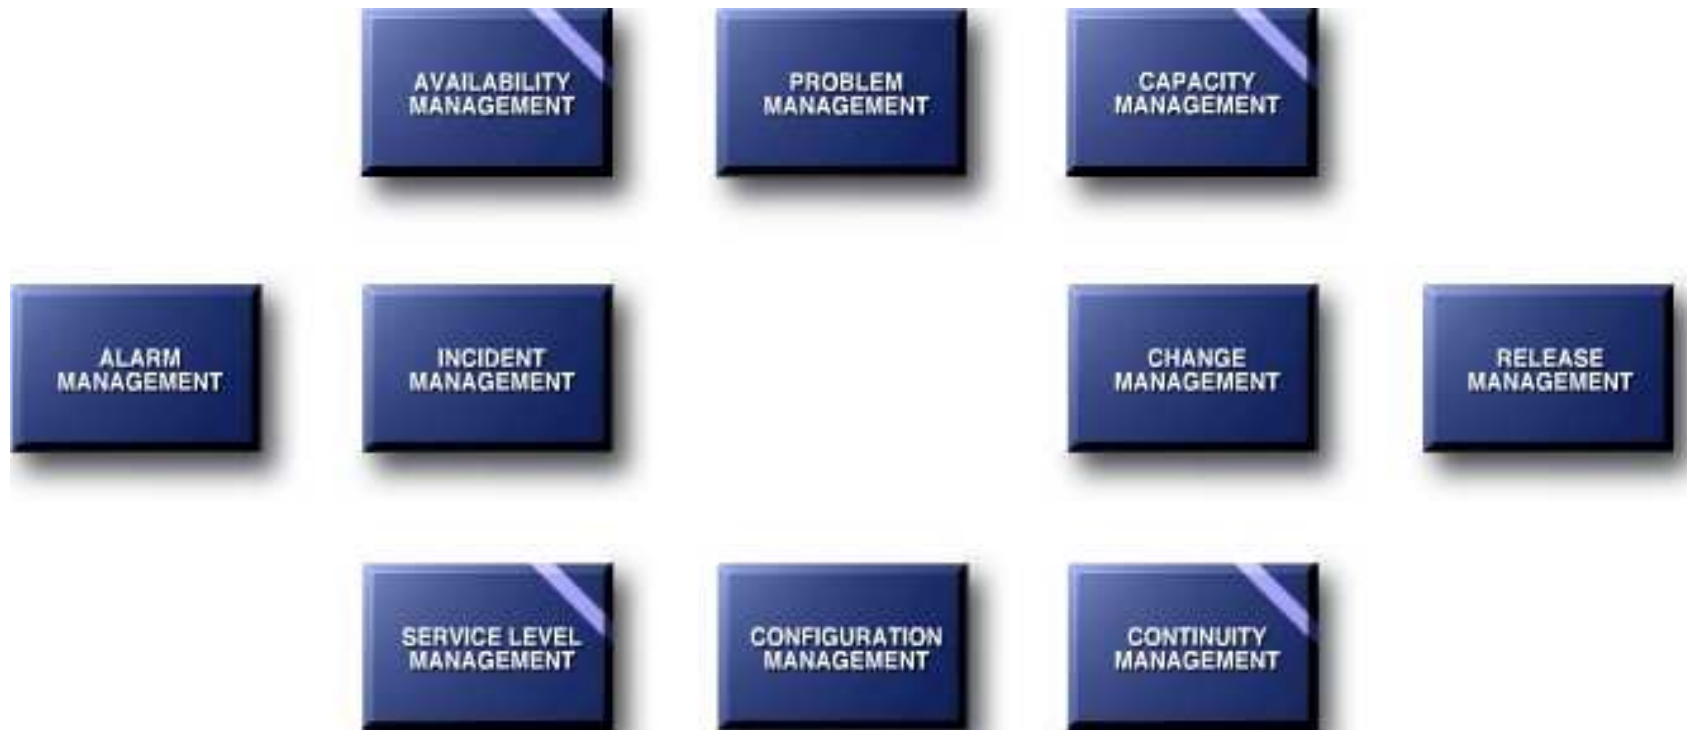 AVAILABILITY
MANAGEMENT
PROBLEM
MANAGEMENT
CAPACITY
MANAGEMENT
ALARM
MANAGEMENT
INCIDENT
MANAGEMENT
CHANGE
MANAGEMENT
RELEASE
MANAGEMENT
SERVICE LEVEL
MANAGEMENT
CONFIGURATION
MANAGEMENT
CONTINUITY
MANAGEMENT